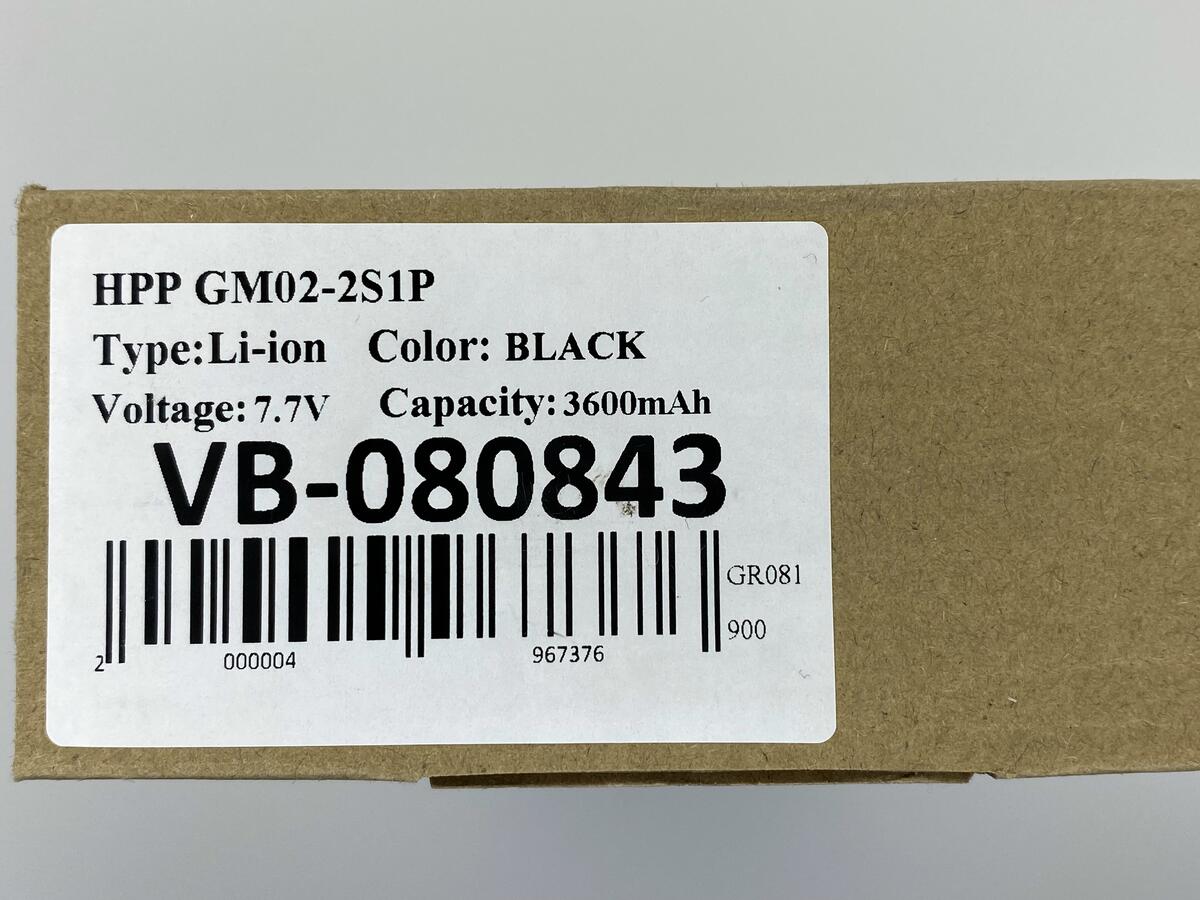 HPP GM02-2S1P
Type:Li-ion Color: BLACK
Voltage: 7.7V Capacity: 3600mAh
VB-080843
GR081
900
2 000004 967376